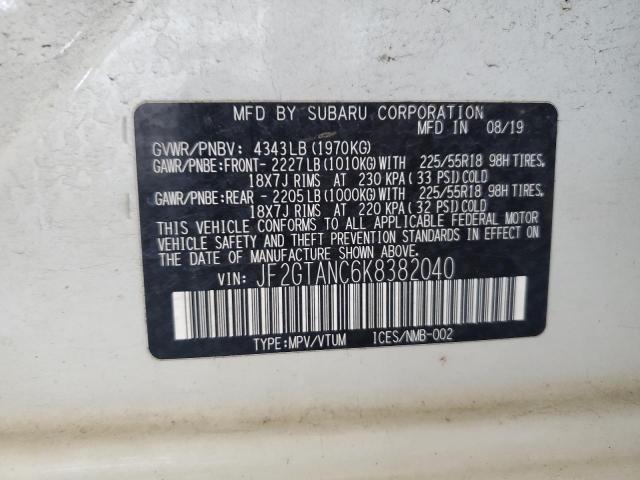 MFD BY SUBARU CORPORATION
MFD IN 08/19
GVWR/PNBV: 4343LB(1970KG)
GAWR/PNBE:FRONT- 2227LB(1010KG)WITH 225/55R18 98H TIRES,
18X7J RIMS AT 230 KPA(33 PSI)COLD
GAWR/PNBE:REAR - 2205LB(1000KG)WITH 225/55R18 98H TIRES,
18X7J RIMS AT 220 KPA(32 PSI)COLD
THIS VEHICLE CONFORMS TO ALL APPLICABLE FEDERAL MOTOR
VEHICLE SAFETY AND THEFT PREVENTION STANDARDS IN EFFECT ON
THE DATE OF MANUFACTURE SHOWN ABOVE.
VIN: JF2GTANC6K8382040
TYPE:MPV/VTUM ICES/NMB-002